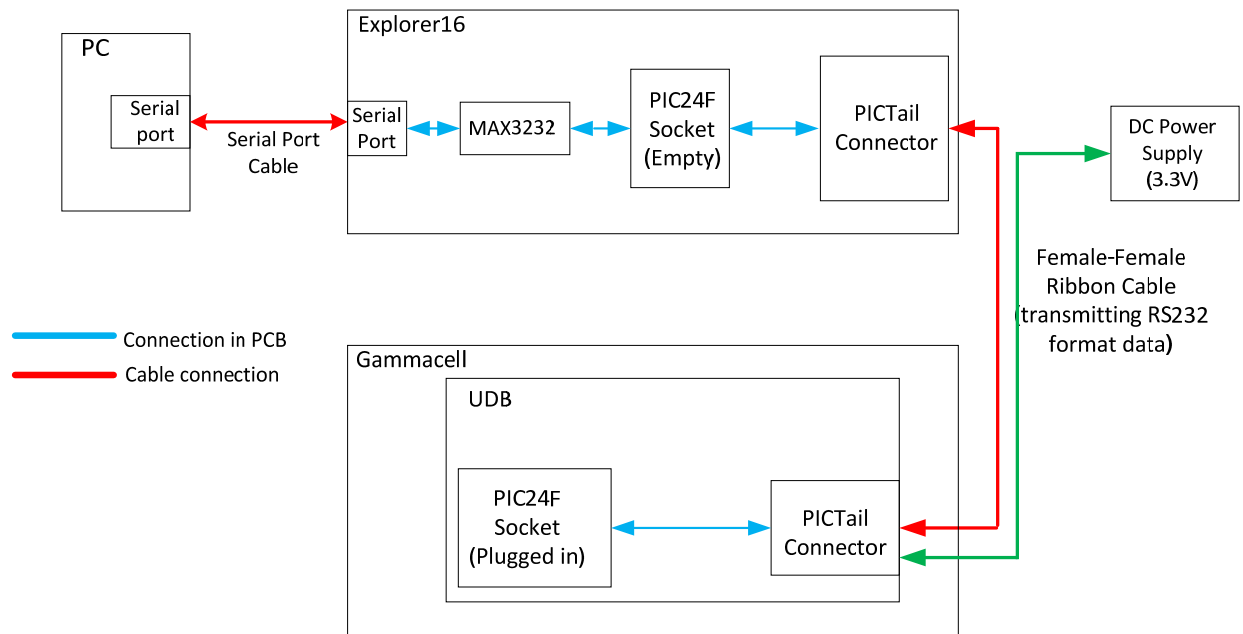 PC
Serial
port
Serial Port
Cable
Explorer16
Serial
Port
MAX3232
PIC24F
Socket
(Empty)
PICTail
Connector
DC Power
Supply
(3.3V)
Female-Female
Ribbon Cable
(transmitting RS232
format data)
Connection in PCB
Cable connection
Gammacell
UDB
PIC24F
Socket
(Plugged in)
PICTail
Connector